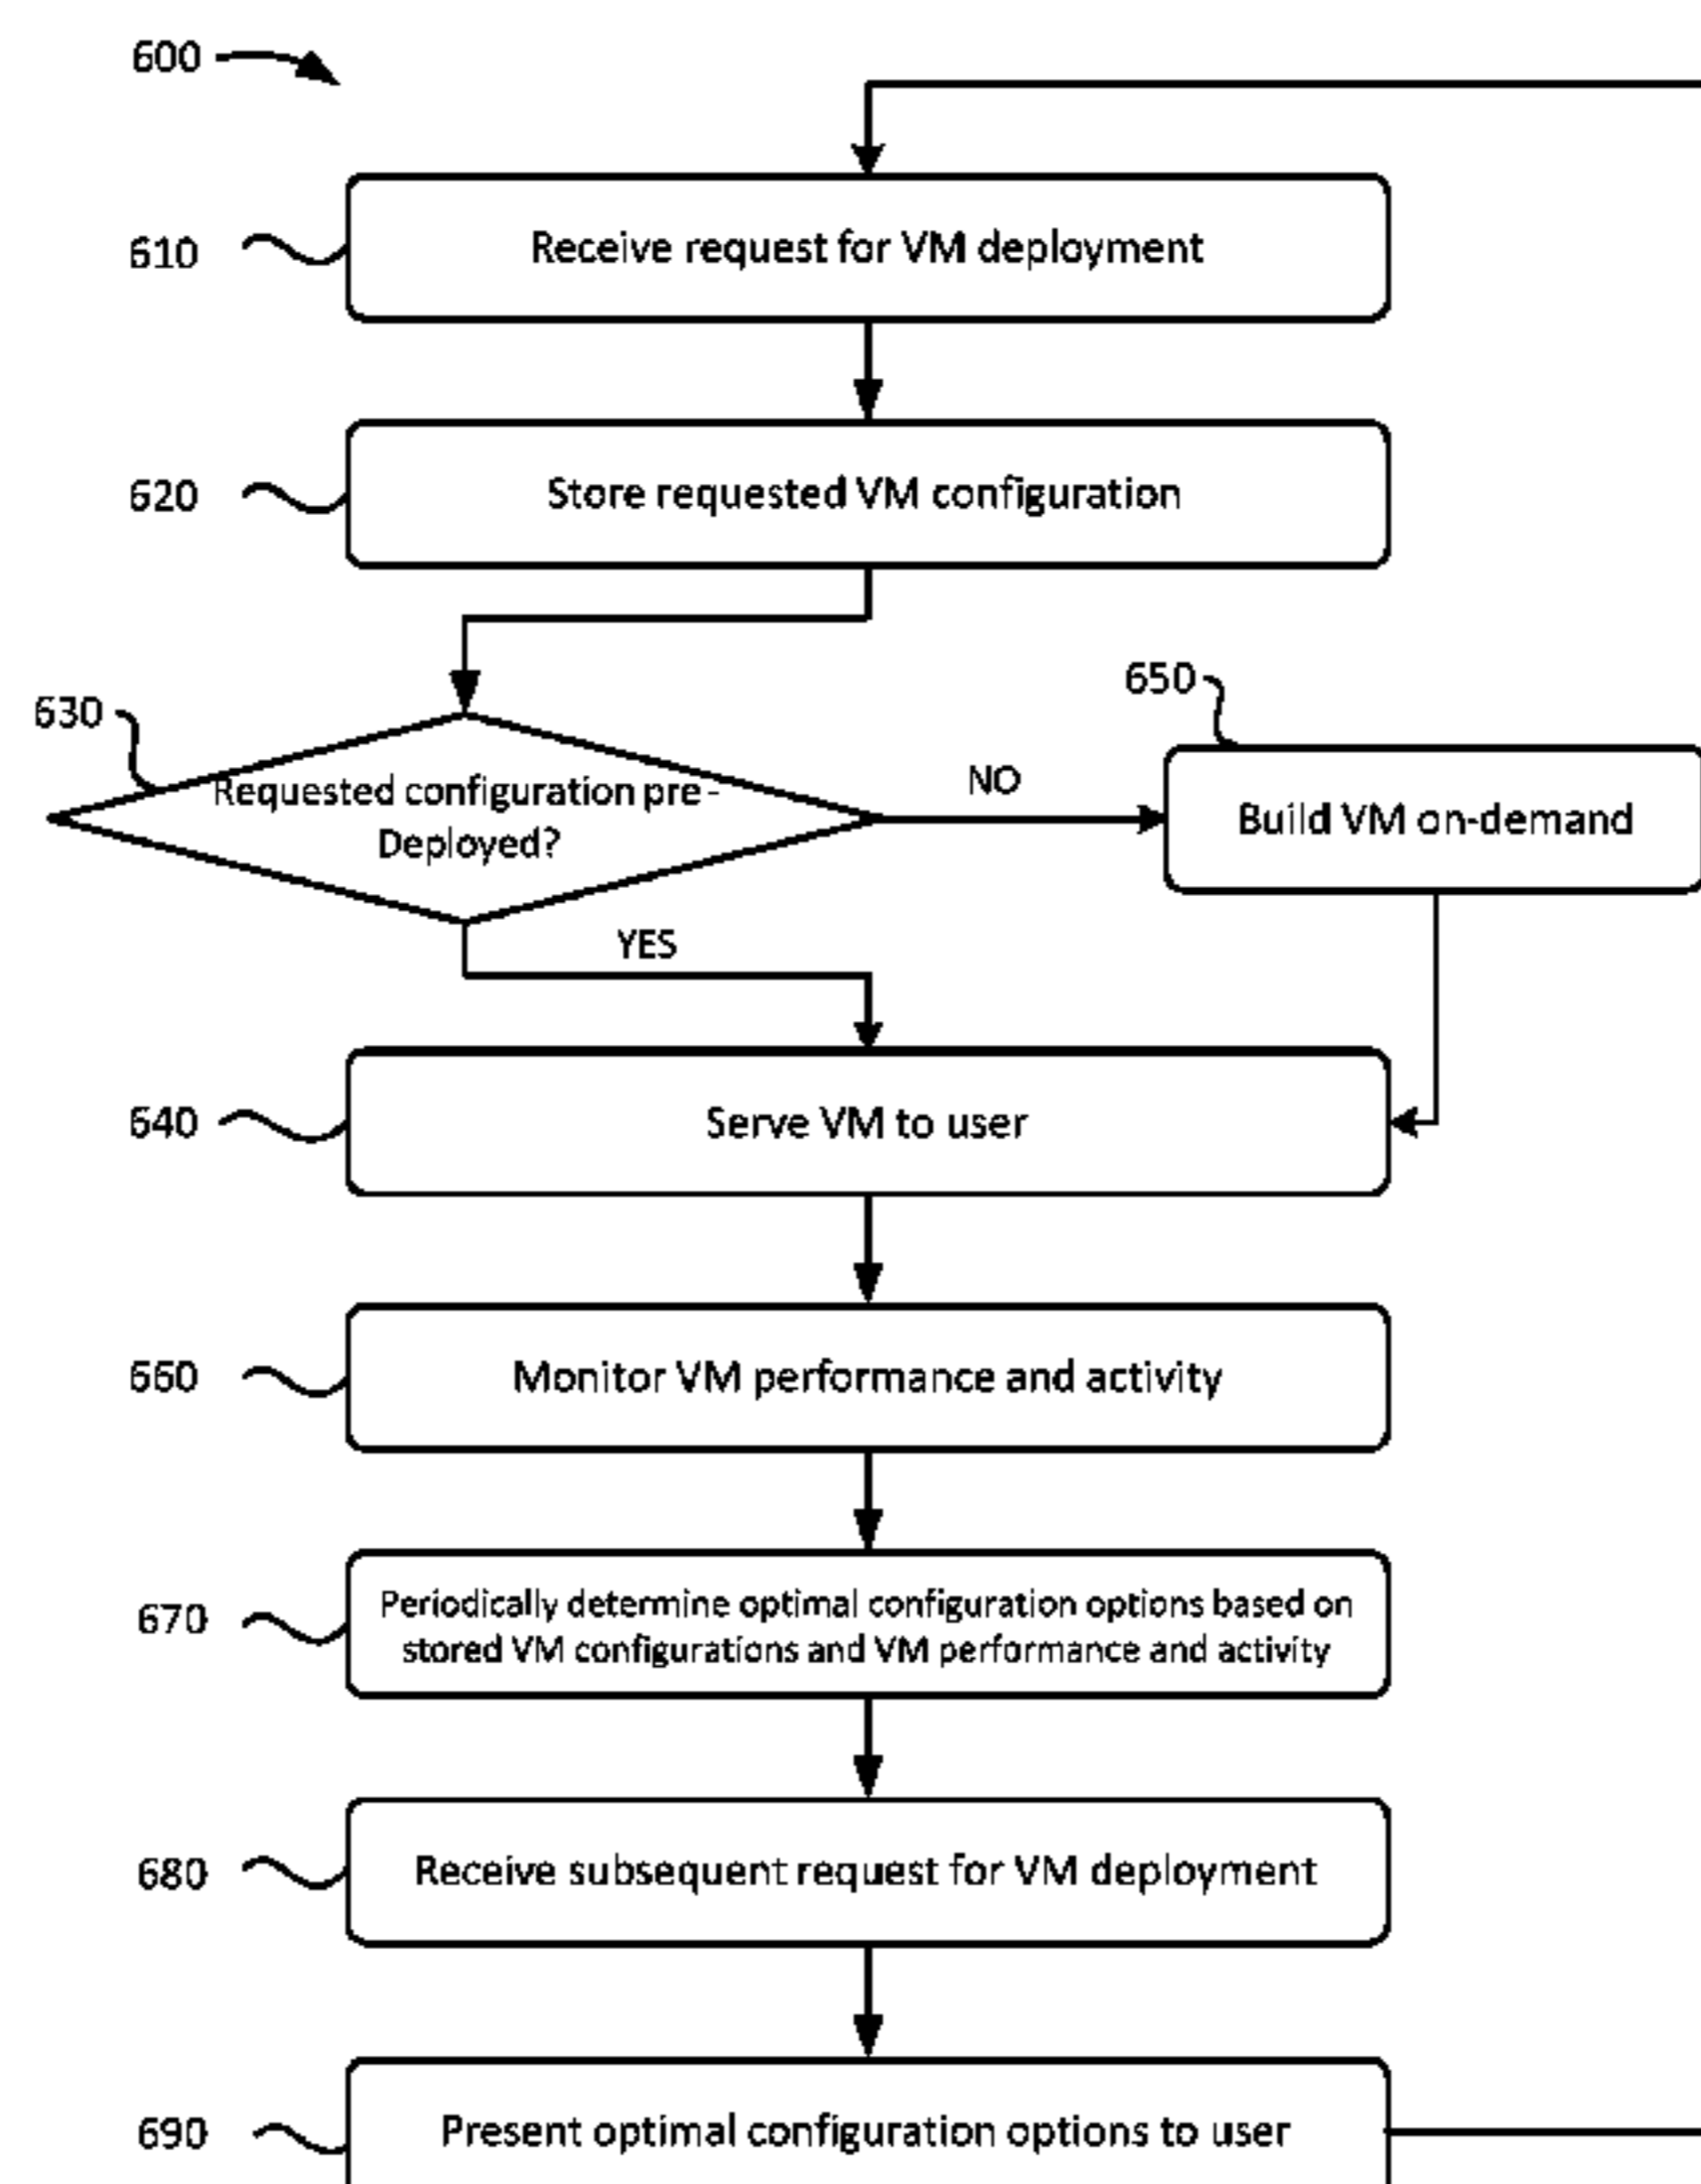 600
610
Receive request for VM deployment
620
Store requested VM configuration
630
Requested configuration pre-
Deployed?
NO
650
Build VM on-demand
YES
640
Serve VM to user
660
Monitor VM performance and activity
670
Periodically determine optimal configuration options based on
stored VM configurations and VM performance and activity
680
Receive subsequent request for VM deployment
690
Present optimal configuration options to user